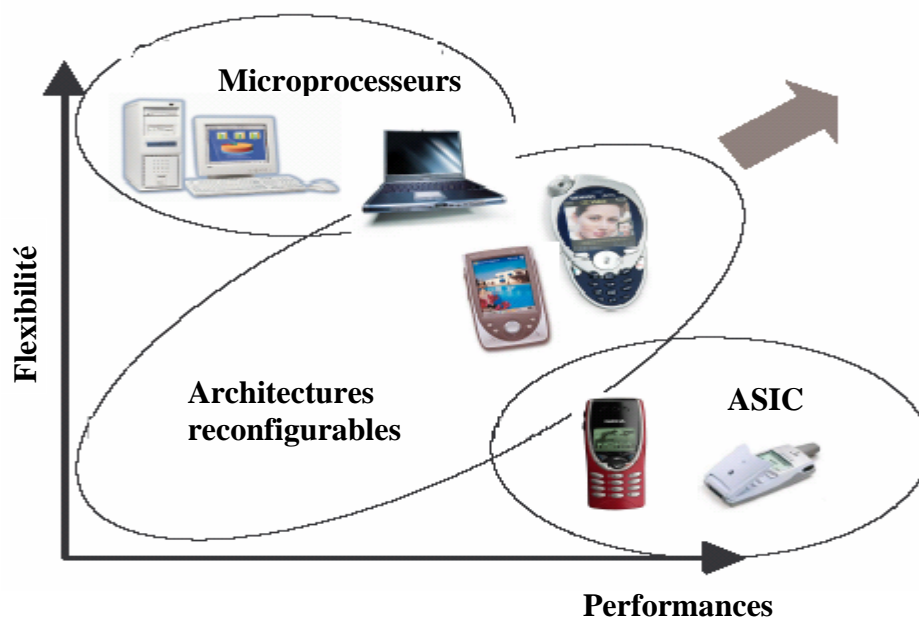 Microprocesseurs
Flexibilité
Architectures
reconfigurables
ASIC
Performances